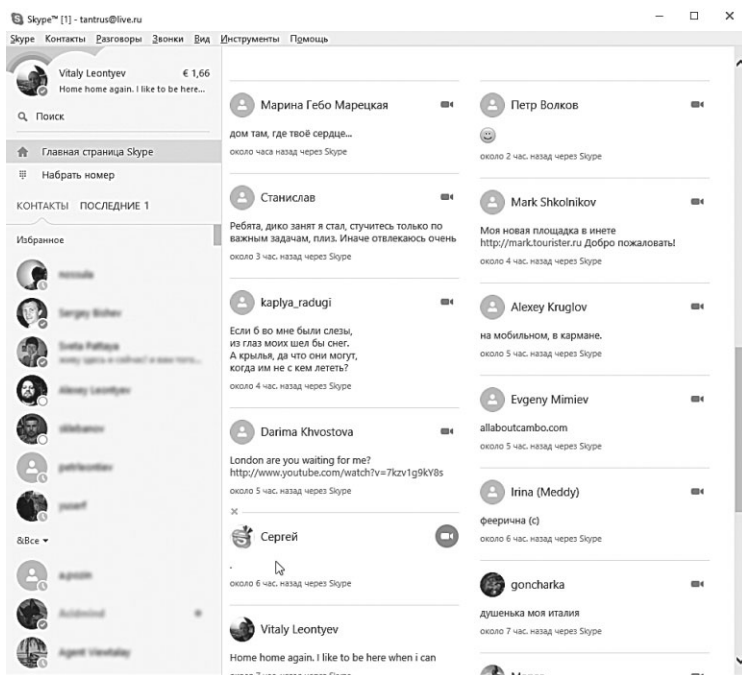 Skype™ [1] - tantrus@live.ru
Skype Контакты Разговоры Звонки Вид Инструменты Помощь
Vitaly Leontyev € 1,66
Home home again. I like to be here...
Поиск
Главная страница Skype
Набрать номер
КОНТАКТЫ ПОСЛЕДНИЕ 1
Избранное
&Все
Марина Гебо Марецкая
дом там, где твоё сердце...
около часа назад через Skype
Станислав
Ребята, дико занят я стал, стучитесь только по
важным задачам, плиз. Иначе отвлекаюсь очень
около 3 час. назад через Skype
kaplya_radugi
Если б во мне были слезы,
из глаз моих шел бы снег.
А крылья, да что они могут,
когда им не с кем лететь?
около 4 час. назад через Skype
Darima Khvostova
London are you waiting for me?
http://www.youtube.com/watch?v=7kzv1g9kY8s
около 5 час. назад через Skype
Сергей
.
около 6 час. назад через Skype
Vitaly Leontyev
Home home again. I like to be here when i can
Петр Волков
около 2 час. назад через Skype
Mark Shkolnikov
Моя новая площадка в инете
http://mark.tourister.ru Добро пожаловать!
около 4 час. назад через Skype
Alexey Kruglov
на мобильном, в кармане.
около 5 час. назад через Skype
Evgeny Mimiev
allaboutcambo.com
около 5 час. назад через Skype
Irina (Meddy)
феерична (с)
около 6 час. назад через Skype
goncharka
душенька моя италия
около 7 час. назад через Skype